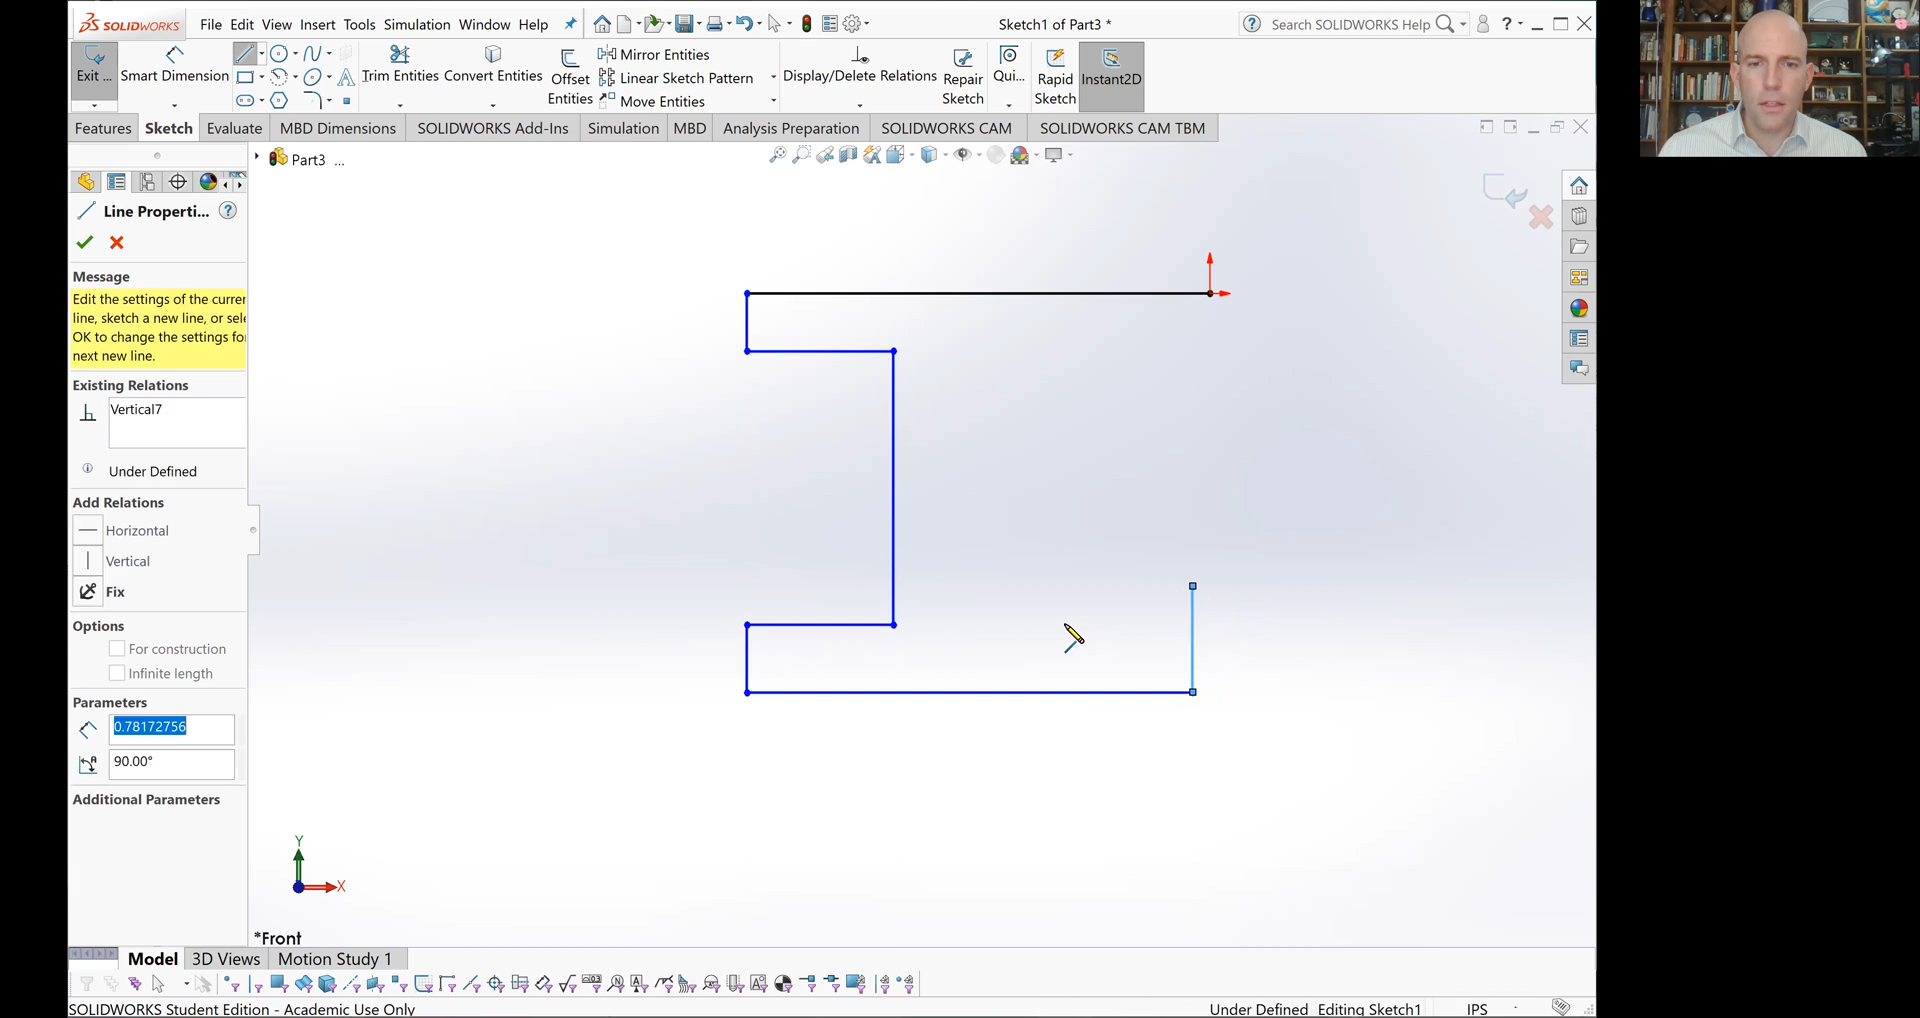 SOLIDWORKS File Edit View Insert Tools Simulation Window Help Sketch1 of Part3 * Search SOLIDWORKS Help ?
Exit ... Smart Dimension Trim Entities Convert Entities Offset Entities Mirror Entities Display/Delete Relations Repair Sketch Qui... Rapid Sketch Instant2D
Linear Sketch Pattern
Move Entities
Features Sketch Evaluate MBD Dimensions SOLIDWORKS Add-Ins Simulation MBD Analysis Preparation SOLIDWORKS CAM SOLIDWORKS CAM TBM
Part3 ...
Line Properti... ?
Message
Edit the settings of the curren
line, sketch a new line, or sele
OK to change the settings fo
next new line.
Existing Relations
Vertical7
Under Defined
Add Relations
Horizontal
Vertical
Fix
Options
For construction
Infinite length
Parameters
0.78172756
90.00°
Additional Parameters
Y
X
*Front
Model 3D Views Motion Study 1
SOLIDWORKS Student Edition - Academic Use Only Under Defined Editing Sketch1 IPS